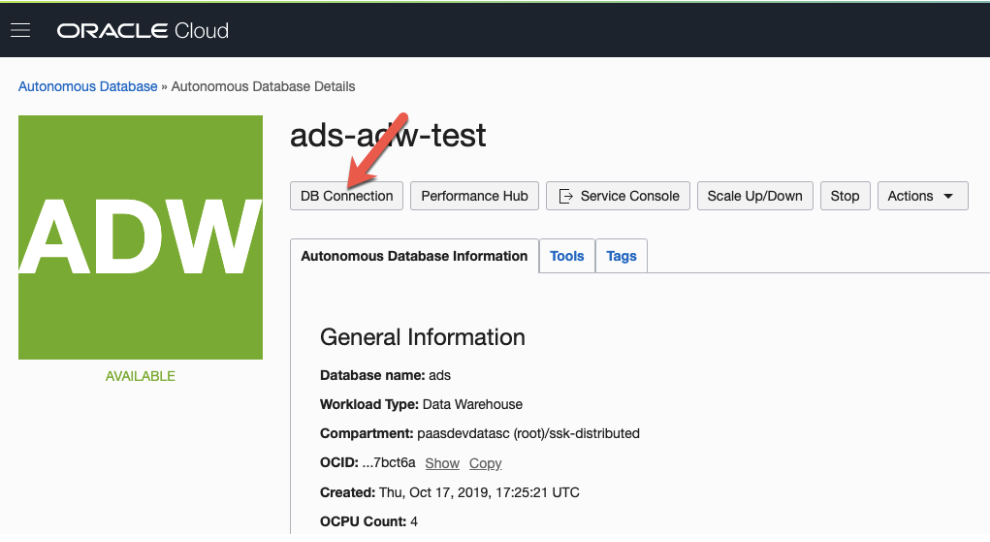 ORACLE Cloud
Autonomous Database » Autonomous Database Details
ads-adw-test
DB Connection Performance Hub Service Console Scale Up/Down Stop Actions
ADW
Autonomous Database Information Tools Tags
General Information
AVAILABLE
Database name: ads
Workload Type: Data Warehouse
Compartment: paasdevdatasc (root)/ssk-distributed
OCID: ...7bct6a Show Copy
Created: Thu, Oct 17, 2019, 17:25:21 UTC
OCPU Count: 4